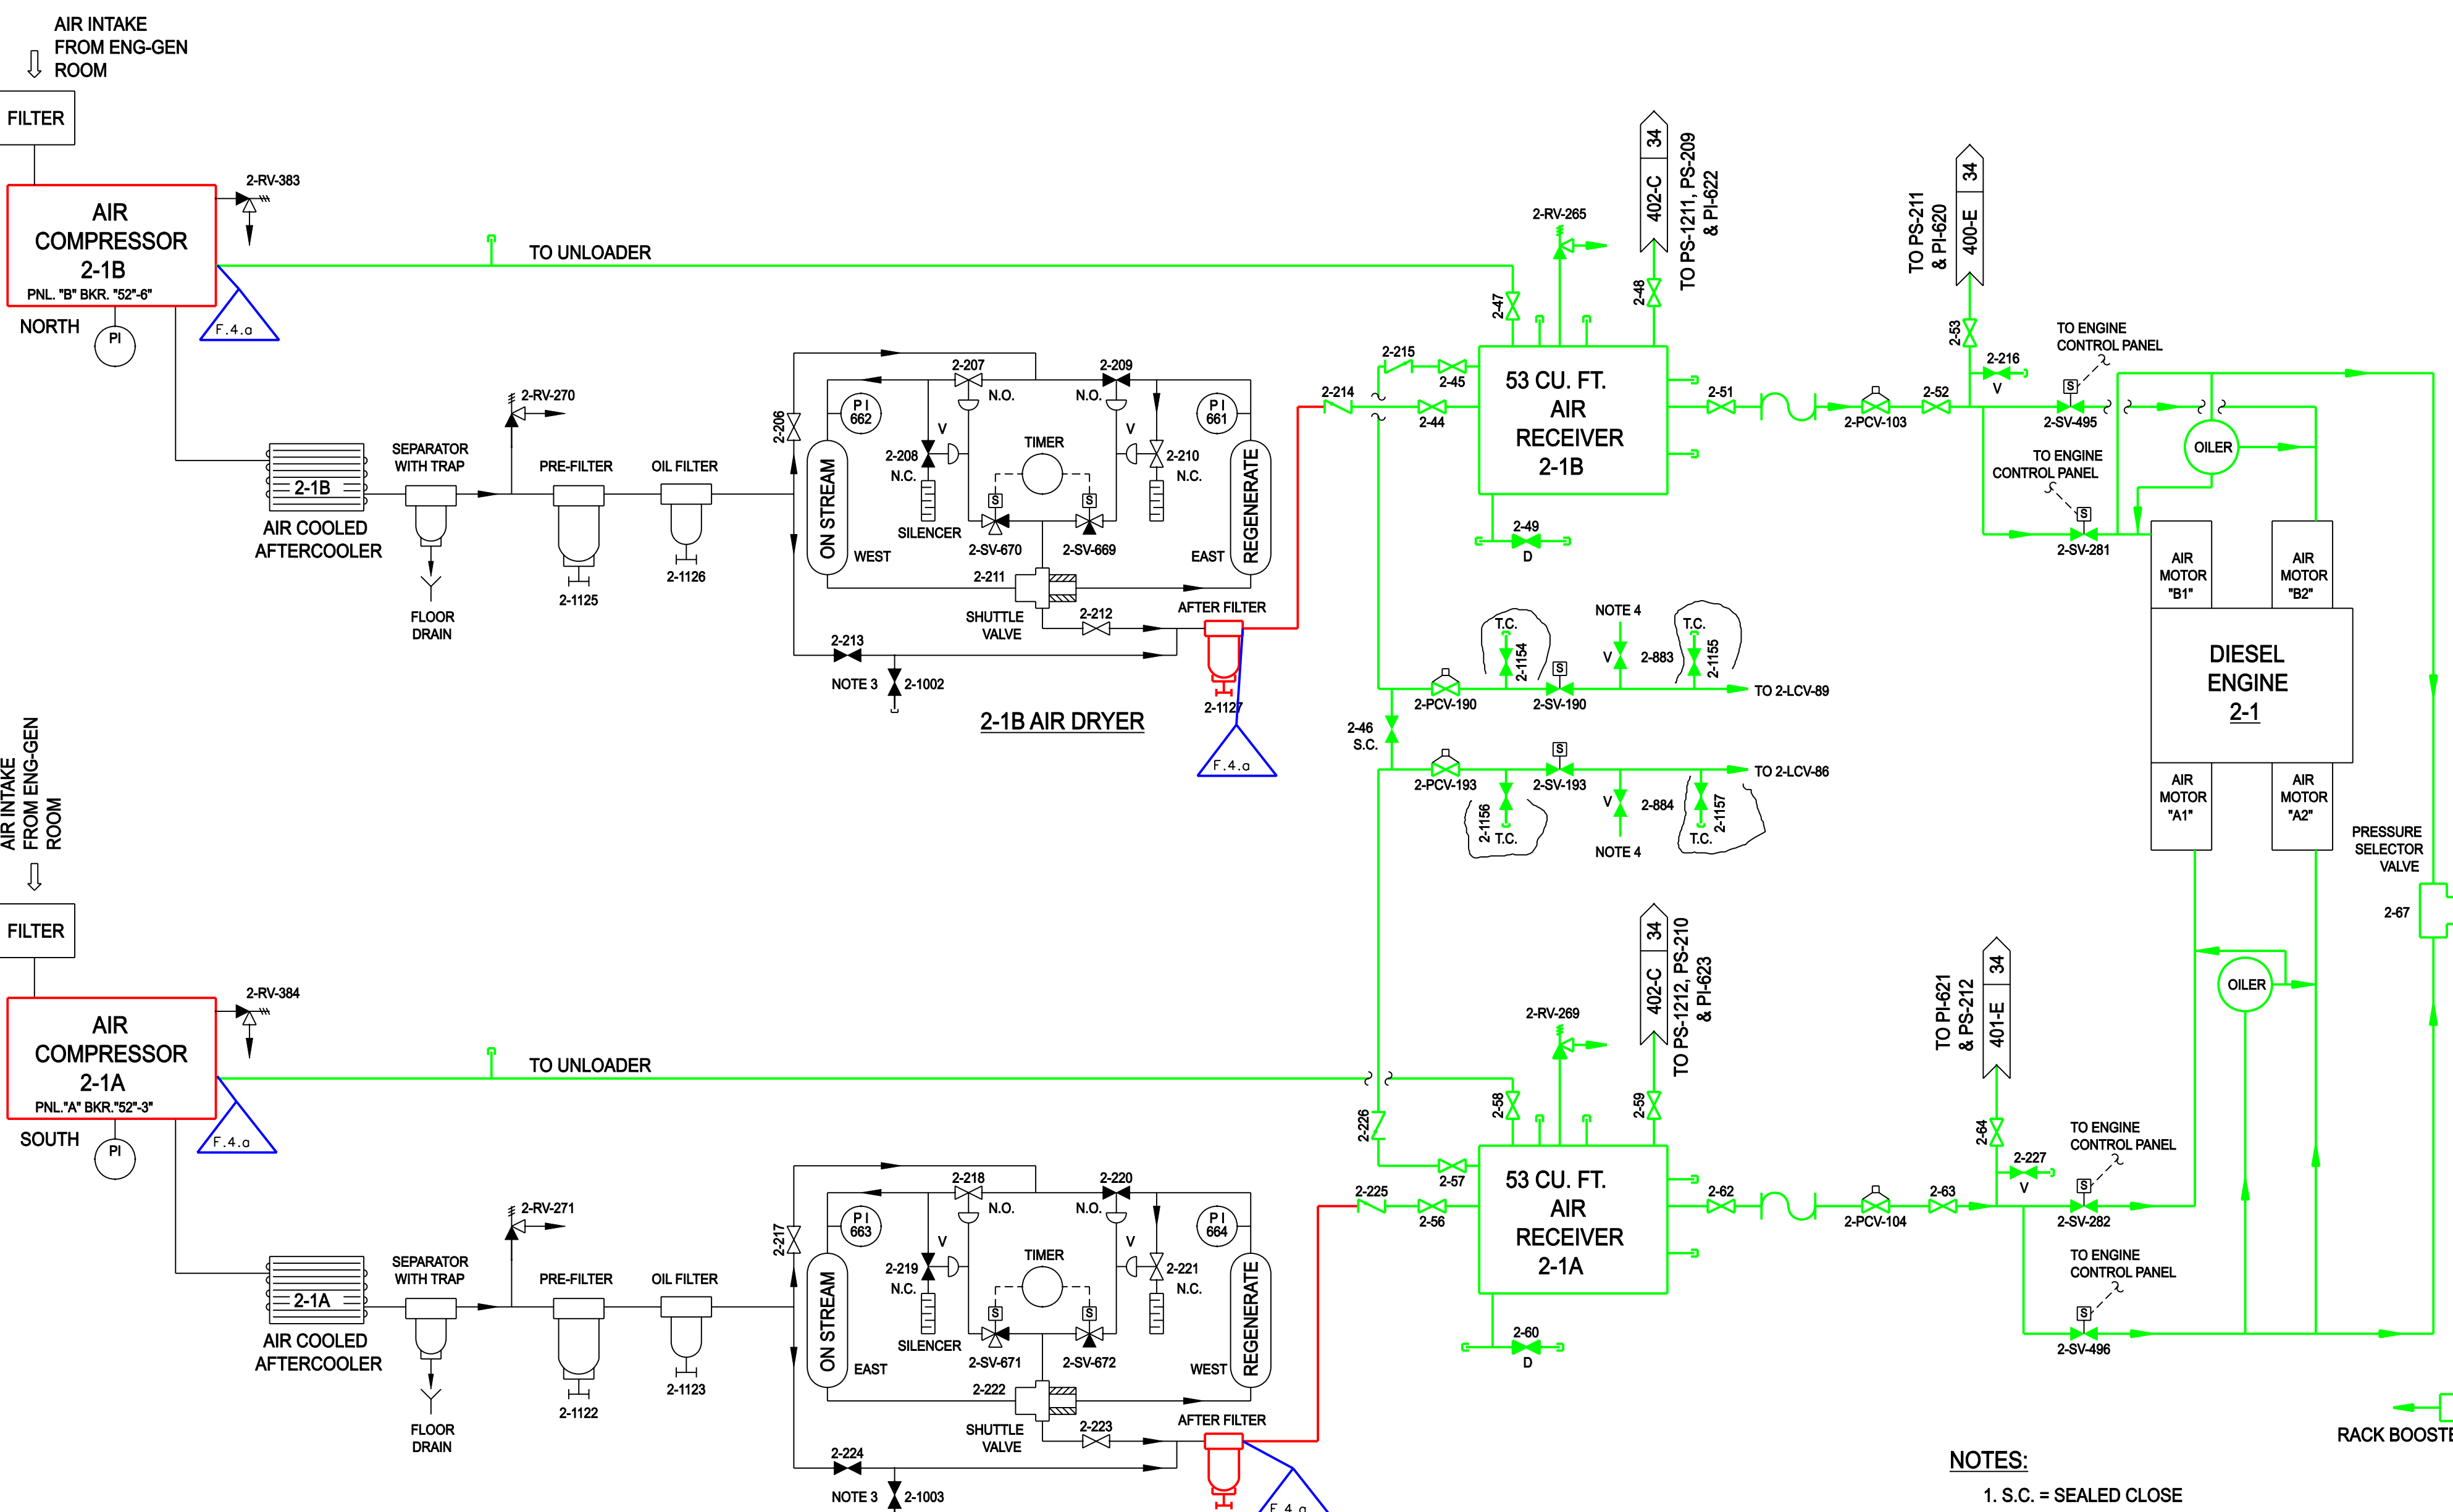 AIR INTAKE
FROM ENG-GEN
ROOM
FILTER
AIR
COMPRESSOR
2-1B
PNL. "B" BKR. "52"-6"
NORTH
PI
2-RV-383
F.4.a
TO UNLOADER
2-1B
AIR COOLED
AFTERCOOLER
SEPARATOR
WITH TRAP
FLOOR
DRAIN
2-RV-270
PRE-FILTER
2-1125
OIL FILTER
2-1126
2-206
2-207
N.O.
2-209
N.O.
PI
662
PI
661
V
2-208
N.C.
SILENCER
TIMER
V
2-210
N.C.
ON STREAM
WEST
S
2-SV-670
S
2-SV-669
EAST
REGENERATE
2-211
SHUTTLE
VALVE
2-212
AFTER FILTER
2-213
NOTE 3
2-1002
2-1127
F.4.a
2-1B AIR DRYER
2-214
2-215
2-45
2-44
2-47
2-RV-265
2-48
402-C
34
TO PS-1211, PS-209
& PI-622
53 CU. FT.
AIR
RECEIVER
2-1B
2-49
D
2-51
2-PCV-103
2-52
2-53
400-E
34
TO PS-211
& PI-620
2-216
V
TO ENGINE
CONTROL PANEL
S
2-SV-495
TO ENGINE
CONTROL PANEL
S
2-SV-281
OILER
AIR
MOTOR
"B1"
AIR
MOTOR
"B2"
DIESEL
ENGINE
2-1
AIR
MOTOR
"A1"
AIR
MOTOR
"A2"
T.C.
2-1154
NOTE 4
V
2-883
T.C.
2-1155
2-PCV-190
S
2-SV-190
TO 2-LCV-89
2-46
S.C.
2-PCV-193
S
2-SV-193
TO 2-LCV-86
2-1156
T.C.
V
2-884
NOTE 4
2-1157
T.C.
PRESSURE
SELECTOR
VALVE
2-67
AIR INTAKE
FROM ENG-GEN
ROOM
FILTER
AIR
COMPRESSOR
2-1A
PNL."A" BKR."52"-3"
SOUTH
PI
2-RV-384
F.4.a
TO UNLOADER
2-1A
AIR COOLED
AFTERCOOLER
SEPARATOR
WITH TRAP
FLOOR
DRAIN
2-RV-271
PRE-FILTER
2-1122
OIL FILTER
2-1123
2-217
2-218
N.O.
2-220
N.O.
PI
663
PI
664
V
2-219
N.C.
SILENCER
TIMER
V
2-221
N.C.
ON STREAM
EAST
S
2-SV-671
S
2-SV-672
WEST
REGENERATE
2-222
SHUTTLE
VALVE
2-223
AFTER FILTER
2-224
NOTE 3
2-1003
F.4.a
2-225
2-226
2-57
2-56
2-58
2-RV-269
2-59
402-C
34
TO PS-1212, PS-210
& PI-623
53 CU. FT.
AIR
RECEIVER
2-1A
2-60
D
2-62
2-PCV-104
2-63
2-64
401-E
34
TO PI-621
& PS-212
2-227
V
TO ENGINE
CONTROL PANEL
S
2-SV-282
TO ENGINE
CONTROL PANEL
S
2-SV-496
OILER
RACK BOOSTE
NOTES:
1. S.C. = SEALED CLOSE